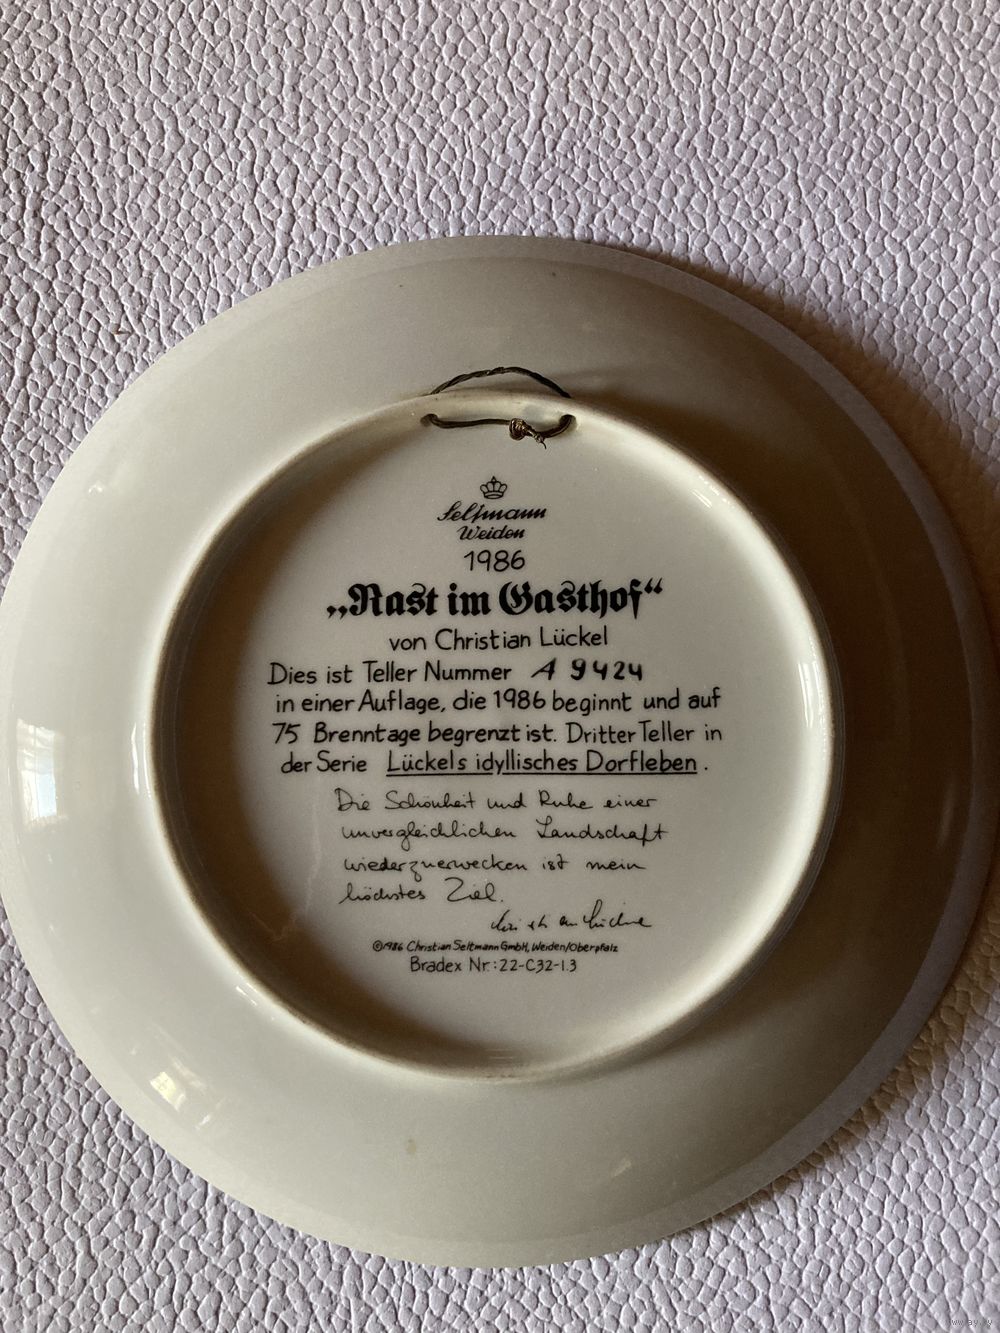 Seltmann
Weiden
1986
„Rast im Gasthof“
von Christian Lückel
Dies ist Teller Nummer A 9424
in einer Auflage, die 1986 beginnt und auf
75 Brenntage begrenzt ist. Dritter Teller in
der Serie Lückels idyllisches Dorfleben.
Die Schönheit und Ruhe einer
unvergleichlichen Landschaft
wiederzuerwecken ist mein
höchstes Ziel.
©1986 Christian Seltmann GmbH, Weiden/Oberpfalz
Bradex Nr.: 22-C32-1.3